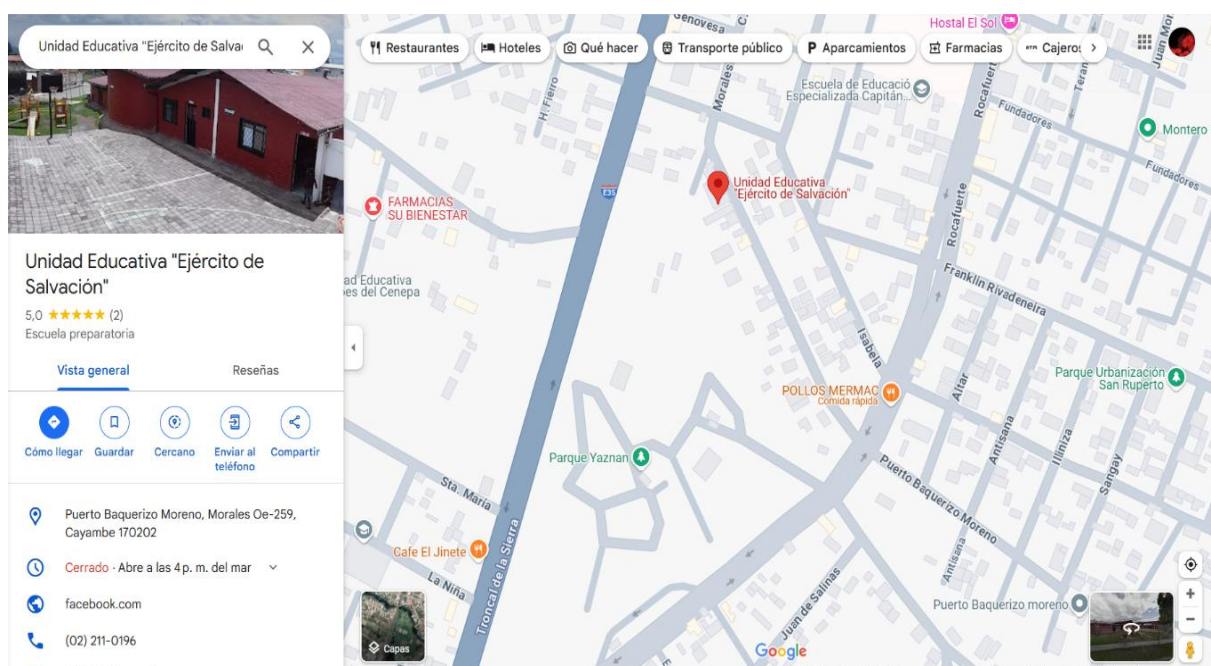 Unidad Educativa "Ejército de Salva
Restaurantes
Hoteles
Qué hacer
Transporte público
Aparcamientos
Farmacias
Cajeros
Unidad Educativa "Ejército de
Salvación"
5,0 ★★★★★ (2)
Escuela preparatoria
Vista general
Reseñas
Cómo llegar
Guardar
Cercano
Enviar al
teléfono
Compartir
Puerto Baquerizo Moreno, Morales Oe-259,
Cayambe 170202
Cerrado · Abre a las 4 p. m. del mar
facebook.com
(02) 211-0196
Genovesa
Hostal El Sol
Morales
H. Fierro
Escuela de Educació
Especializada Capitán...
Rocafuerte
Teran
Juan Mor
Fundadores
Montero
Fundadores
E35
Unidad Educativa
"Ejército de Salvación"
FARMACIAS
SU BIENESTAR
Rocafuerte
ad Educativa
es del Cenepa
Franklin Rivadeneira
Isabela
Parque Urbanización
San Ruperto
POLLOS MERMAC
Comida rápida
Altar
Antisana
Illiniza
Sangay
Parque Yaznan
Sta. María
Puerto Baquerizo Moreno
Cafe El Jinete
Troncal de la Sierra
La Niña
Antisana
Juan de Salinas
Puerto Baquerizo moreno
Capas
Google